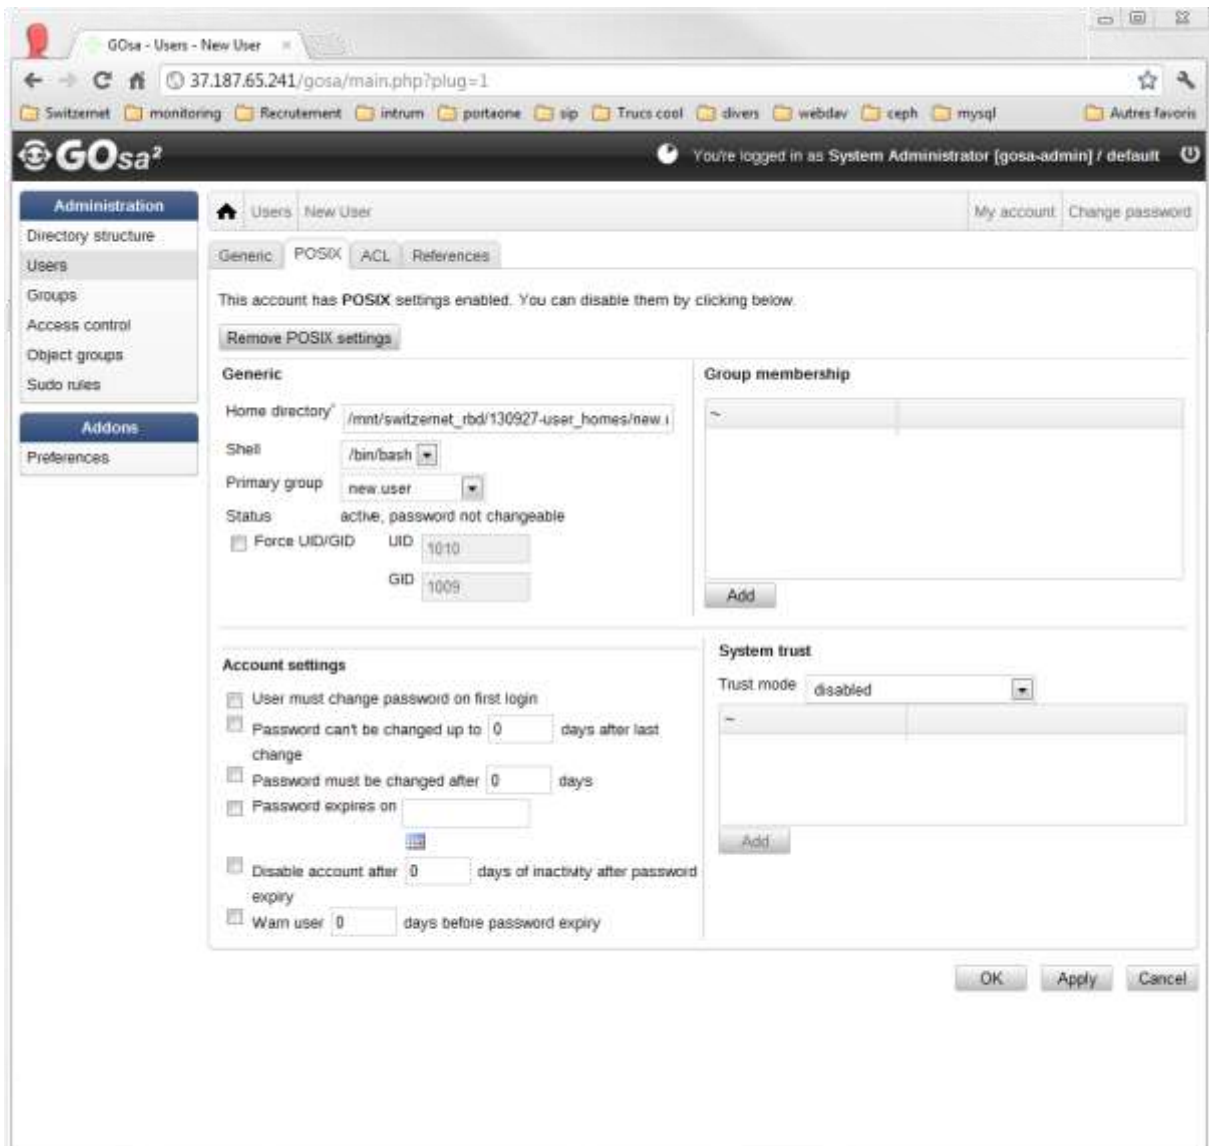 GOsa - Users - New User
37.187.65.241/gosa/main.php?plug=1
Switzernet monitoring Recrutement intrum portaone sip Trucs cool divers webdav ceph mysql Autres favoris
GOsa² You're logged in as System Administrator [gosa-admin] / default
Administration
Directory structure
Users
Groups
Access control
Object groups
Sudo rules
Addons
Preferences
Users New User My account Change password
Generic POSIX ACL References
This account has POSIX settings enabled. You can disable them by clicking below.
Remove POSIX settings
Generic
Home directory* /mnt/switzernet_rbd/130927-user_homes/new.u
Shell /bin/bash
Primary group new.user
Status active, password not changeable
Force UID/GID UID 1010
GID 1009
Group membership
~
Add
Account settings
User must change password on first login
Password can't be changed up to 0 days after last
change
Password must be changed after 0 days
Password expires on
Disable account after 0 days of inactivity after password
expiry
Warn user 0 days before password expiry
System trust
Trust mode disabled
~
Add
OK Apply Cancel